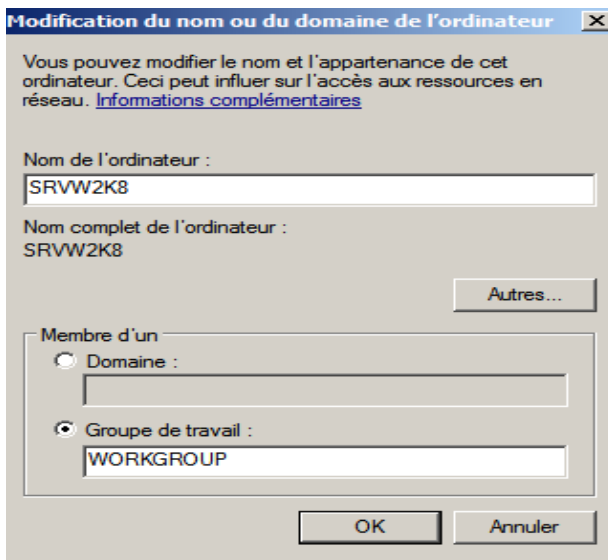 Modification du nom ou du domaine de l'ordinateur
Vous pouvez modifier le nom et l'appartenance de cet
ordinateur. Ceci peut influer sur l'accès aux ressources en
réseau. Informations complémentaires
Nom de l'ordinateur :
SRVW2K8
Nom complet de l'ordinateur :
SRVW2K8
Autres...
Membre d'un
Domaine :
Groupe de travail :
WORKGROUP
OK Annuler